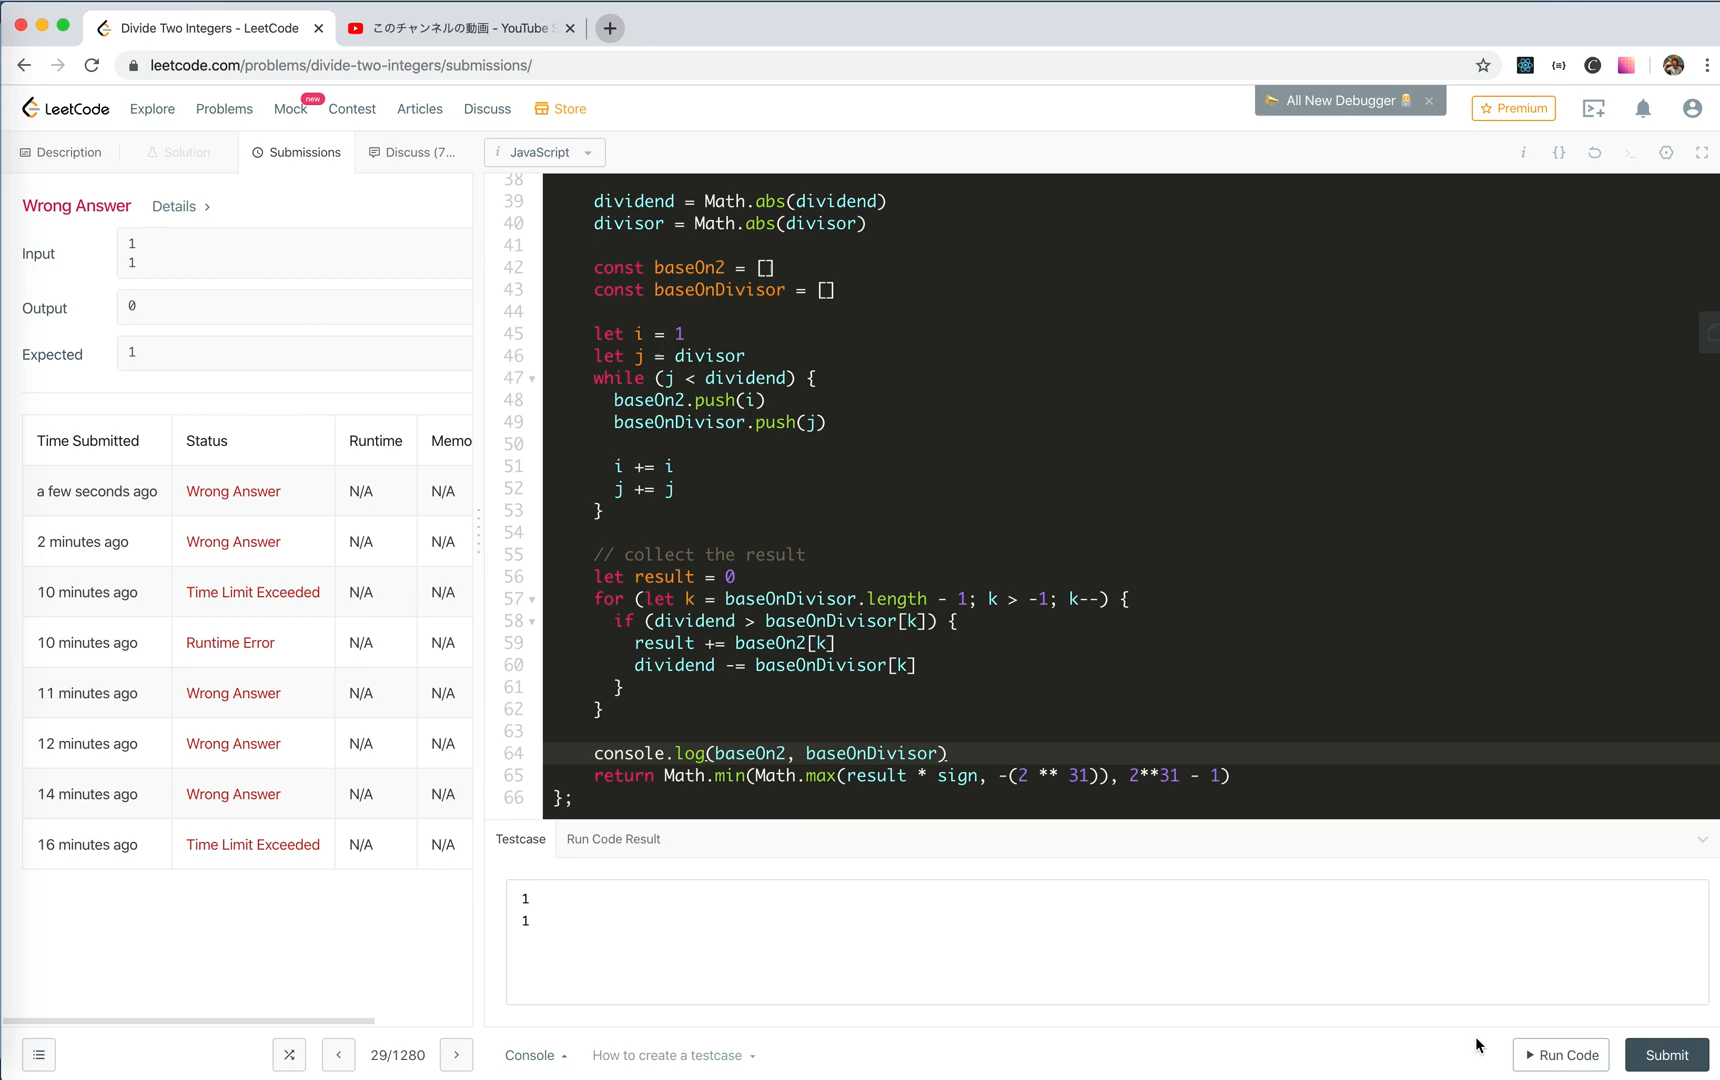 Divide Two Integers - LeetCode
このチャンネルの動画 - YouTube S
leetcode.com/problems/divide-two-integers/submissions/
LeetCode
Explore
Problems
Mock
new
Contest
Articles
Discuss
Store
All New Debugger
Premium
Description
Solution
Submissions
Discuss (7...
i JavaScript
Wrong Answer
Details
Input
1
1
Output
0
Expected
1
Time Submitted Status Runtime Memo
a few seconds ago Wrong Answer N/A N/A
2 minutes ago Wrong Answer N/A N/A
10 minutes ago Time Limit Exceeded N/A N/A
10 minutes ago Runtime Error N/A N/A
11 minutes ago Wrong Answer N/A N/A
12 minutes ago Wrong Answer N/A N/A
14 minutes ago Wrong Answer N/A N/A
16 minutes ago Time Limit Exceeded N/A N/A
29/1280
38
39 dividend = Math.abs(dividend)
40 divisor = Math.abs(divisor)
41
42 const baseOn2 = []
43 const baseOnDivisor = []
44
45 let i = 1
46 let j = divisor
47 while (j < dividend) {
48 baseOn2.push(i)
49 baseOnDivisor.push(j)
50
51 i += i
52 j += j
53 }
54
55 // collect the result
56 let result = 0
57 for (let k = baseOnDivisor.length - 1; k > -1; k--) {
58 if (dividend > baseOnDivisor[k]) {
59 result += baseOn2[k]
60 dividend -= baseOnDivisor[k]
61 }
62 }
63
64 console.log(baseOn2, baseOnDivisor)
65 return Math.min(Math.max(result * sign, -(2 ** 31)), 2**31 - 1)
66 };
Testcase
Run Code Result
1
1
Console
How to create a testcase
Run Code
Submit